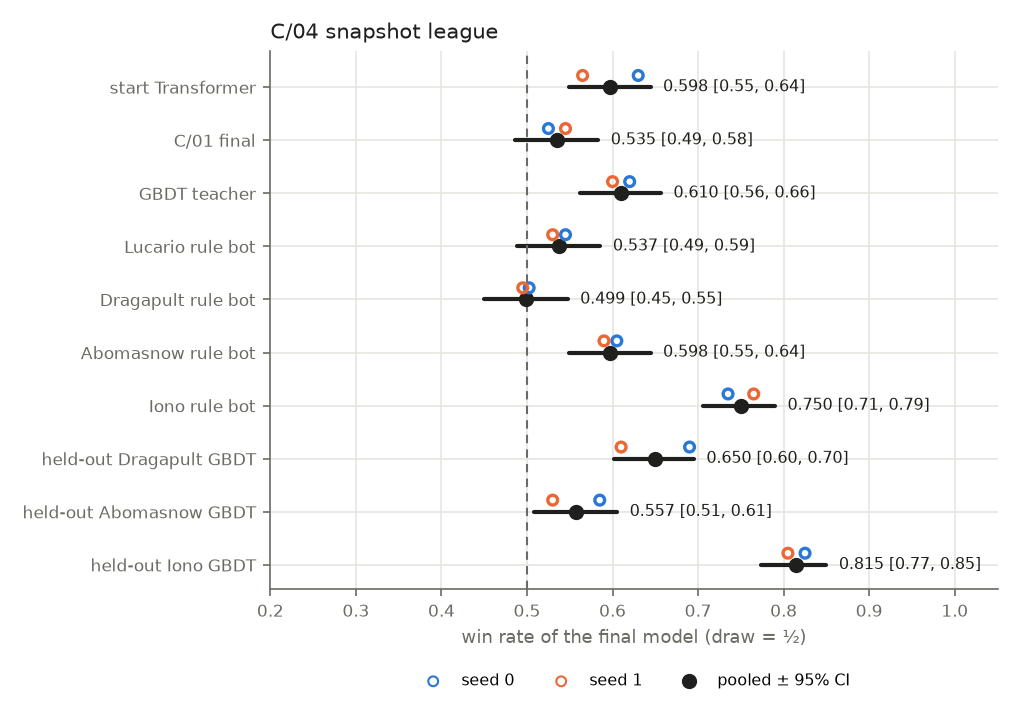 C/04 snapshot league
start Transformer
0.598 [0.55, 0.64]
C/01 final
0.535 [0.49, 0.58]
GBDT teacher
0.610 [0.56, 0.66]
Lucario rule bot
0.537 [0.49, 0.59]
Dragapult rule bot
0.499 [0.45, 0.55]
Abomasnow rule bot
0.598 [0.55, 0.64]
Iono rule bot
0.750 [0.71, 0.79]
held-out Dragapult GBDT
0.650 [0.60, 0.70]
held-out Abomasnow GBDT
0.557 [0.51, 0.61]
held-out Iono GBDT
0.815 [0.77, 0.85]
0.2 0.3 0.4 0.5 0.6 0.7 0.8 0.9 1.0
win rate of the final model (draw = ½)
seed 0 seed 1 pooled ± 95% CI